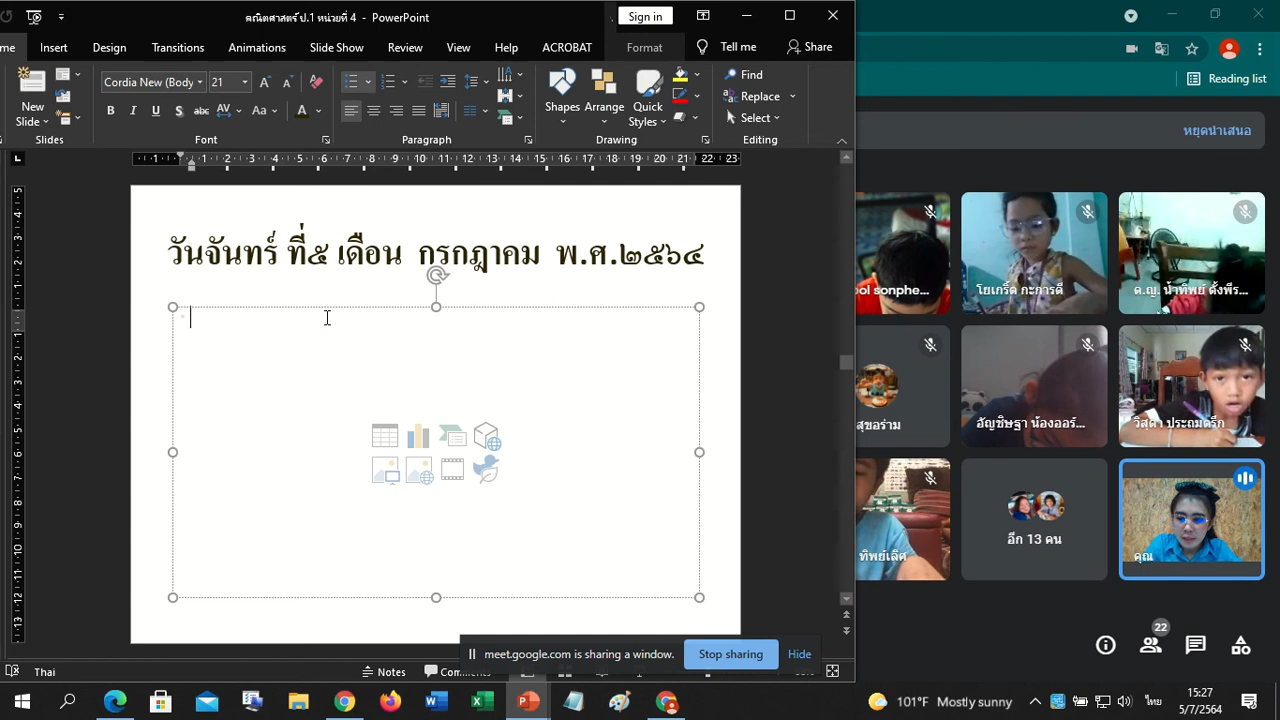 คณิตศาสตร์ ป.1 หน่วยที่ 4 - PowerPoint
Sign in
me Insert Design Transitions Animations Slide Show Review View Help ACROBAT Format Tell me Share
Cordia New (Body 21
New Slide
B I U S abc AV Aa A
Shapes Arrange Quick Styles
Find
Replace
Select
Slides Font Paragraph Drawing Editing
Reading list
หยุดนำเสนอ
วันจันทร์ ที่๕ เดือน กรกฎาคม พ.ศ.๒๕๖๔
ool sonphe...
โยเกิร์ต กะการดี
ด.ญ. น้ำทิพย์ ตั้งพีร...
สุขอร่าม
อัญชิษฐา น้องออร์...
วิสุตา ประถมดรึก
ทิพย์เลิศ
อีก 13 คน
คุณ
22
meet.google.com is sharing a window.
Stop sharing
Hide
Thai
Notes
Comments
101°F Mostly sunny
ไทย
15:27
5/7/2564